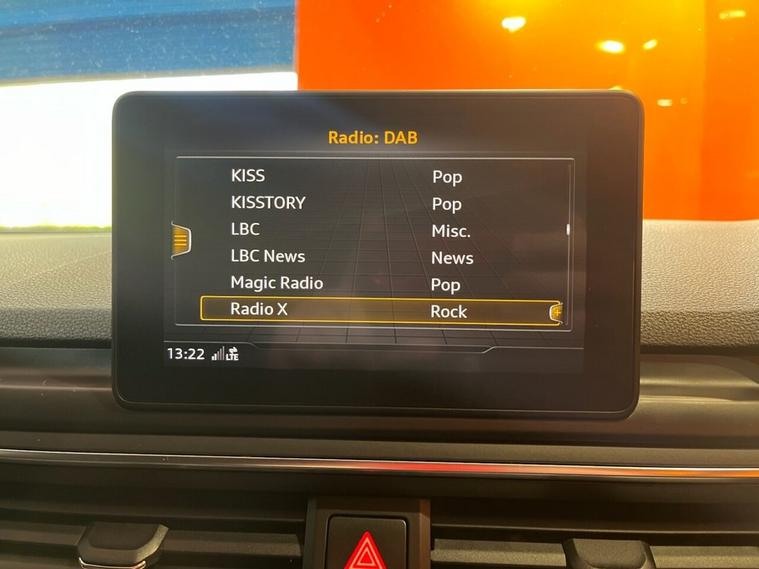 Radio: DAB
KISS Pop
KISSTORY Pop
LBC Misc.
LBC News News
Magic Radio Pop
Radio X Rock
13:22 LTE